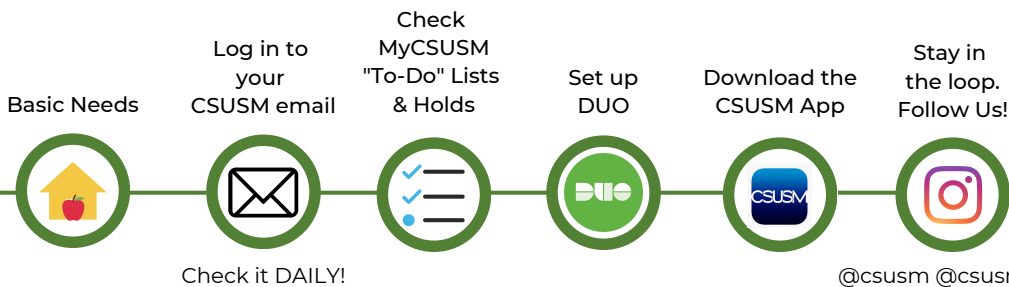 Basic Needs
Log in to
your
CSUSM email
Check it DAILY!
Check
MyCSUSM
"To-Do" Lists
& Holds
Set up
DUO
DUO
Download the
CSUSM App
CSUSM
Stay in
the loop.
Follow Us!
@csusm